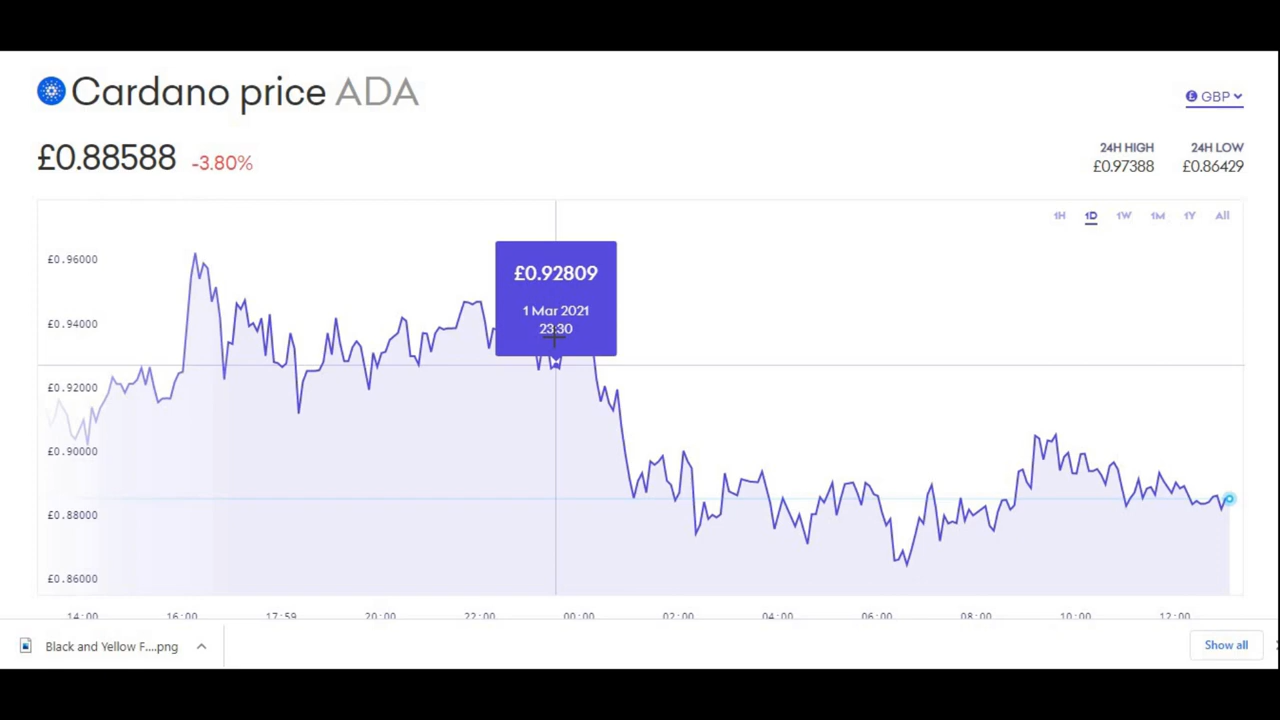 Cardano price ADA
GBP
£0.88588 -3.80%
24H HIGH 24H LOW
£0.97388 £0.86429
1H 1D 1W 1M 1Y All
£0.96000
£0.92809
1 Mar 2021
23:30
£0.94000
£0.92000
£0.90000
£0.88000
£0.86000
14:00 16:00 17:59 20:00 22:00 00:00 02:00 04:00 06:00 08:00 10:00 12:00
Black and Yellow F....png
Show all